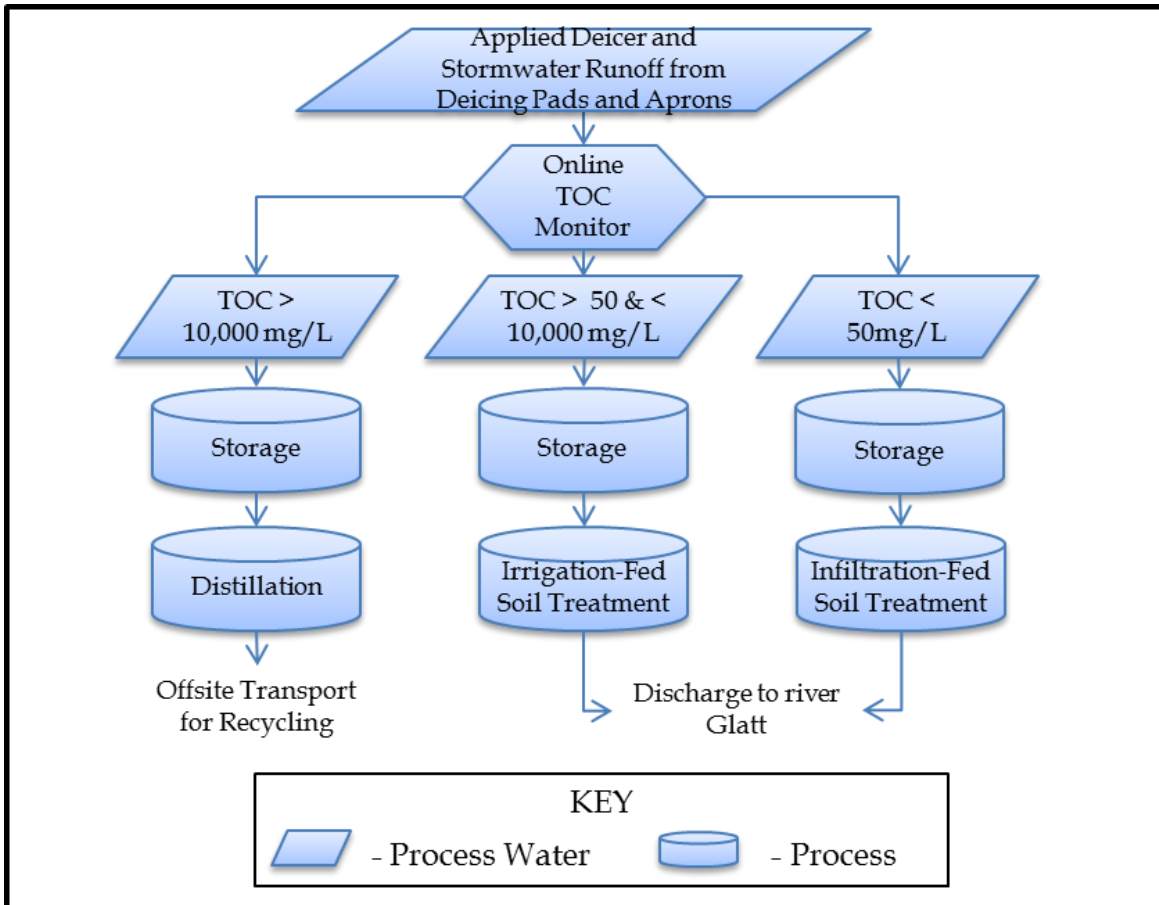 Applied Deicer and
Stormwater Runoff from
Deicing Pads and Aprons
Online
TOC
Monitor
TOC >
10,000 mg/L
TOC > 50 & <
10,000 mg/L
TOC <
50mg/L
Storage
Storage
Storage
Distillation
Irrigation-Fed
Soil Treatment
Infiltration-Fed
Soil Treatment
Offsite Transport
for Recycling
Discharge to river
Glatt
KEY
- Process Water
- Process